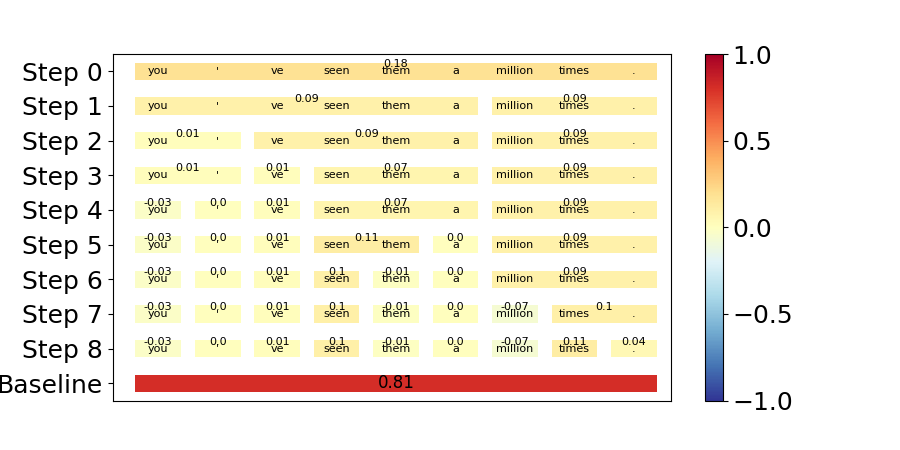 0.18
Step 0 you ' ve seen them a million times .
0.09 0.09
Step 1 you ' ve seen them a million times .
0.01 0.09 0.09
Step 2 you ' ve seen them a million times .
0.01 0.01 0.07 0.09
Step 3 you ' ve seen them a million times .
-0.03 0.0 0.01 0.07 0.09
Step 4 you ' ve seen them a million times .
-0.03 0.0 0.01 0.11 0.0 0.09
Step 5 you ' ve seen them a million times .
-0.03 0.0 0.01 0.1 -0.01 0.0 0.09
Step 6 you ' ve seen them a million times .
-0.03 0.0 0.01 0.1 -0.01 0.0 -0.07 0.1
Step 7 you ' ve seen them a million times .
-0.03 0.0 0.01 0.1 -0.01 0.0 -0.07 0.11 0.04
Step 8 you ' ve seen them a million times .
Baseline 0.81
1.0
0.5
0.0
−0.5
−1.0